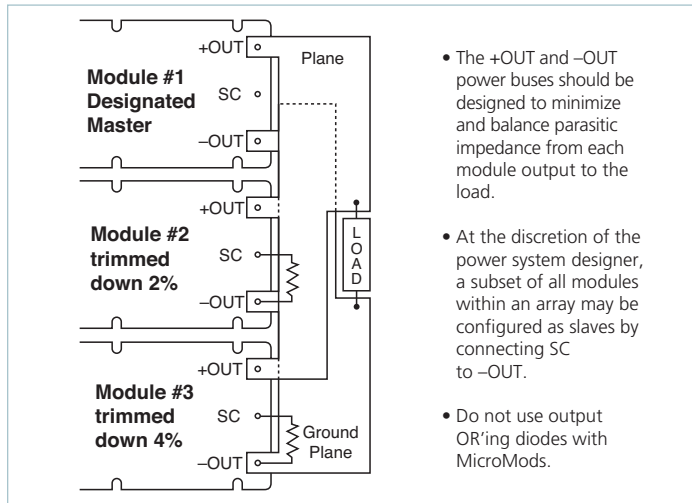 +OUT
Plane
Module #1
Designated
Master
SC
–OUT
+OUT
Module #2
trimmed
down 2%
SC
–OUT
LOAD
+OUT
Module #3
trimmed
down 4%
SC
Ground
Plane
–OUT
• The +OUT and –OUT
power buses should be
designed to minimize
and balance parasitic
impedance from each
module output to the
load.
• At the discretion of the
power system designer,
a subset of all modules
within an array may be
configured as slaves by
connecting SC
to –OUT.
• Do not use output
OR'ing diodes with
MicroMods.